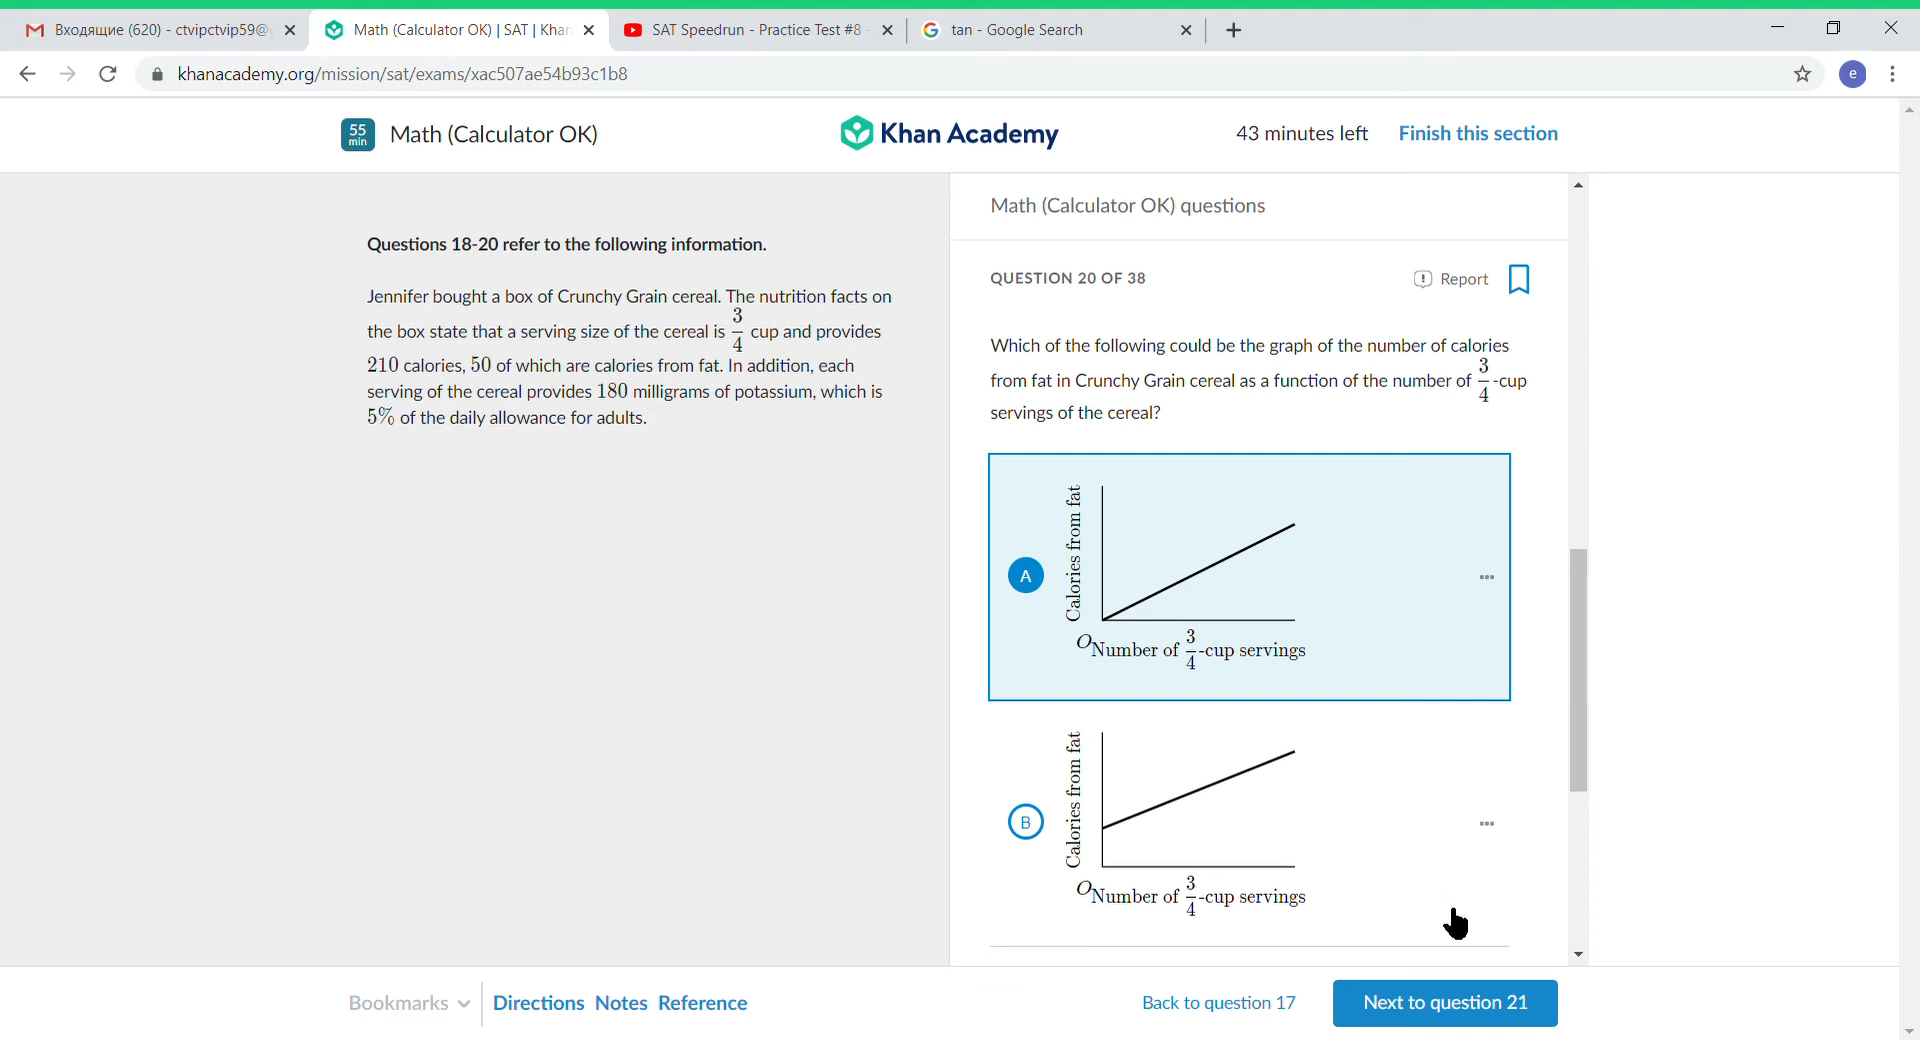 Входящие (620) - ctvipctvip59@
Math (Calculator OK) | SAT | Khan
SAT Speedrun - Practice Test #8
tan - Google Search
khanacademy.org/mission/sat/exams/xac507ae54b93c1b8
e
55 min
Math (Calculator OK)
Khan Academy
43 minutes left
Finish this section
Questions 18-20 refer to the following information.
Jennifer bought a box of Crunchy Grain cereal. The nutrition facts on
the box state that a serving size of the cereal is 3/4 cup and provides
210 calories, 50 of which are calories from fat. In addition, each
serving of the cereal provides 180 milligrams of potassium, which is
5% of the daily allowance for adults.
Math (Calculator OK) questions
QUESTION 20 OF 38
Report
Which of the following could be the graph of the number of calories
from fat in Crunchy Grain cereal as a function of the number of 3/4-cup
servings of the cereal?
A
Calories from fat
O
Number of 3/4-cup servings
B
Calories from fat
O
Number of 3/4-cup servings
Bookmarks
Directions
Notes
Reference
Back to question 17
Next to question 21